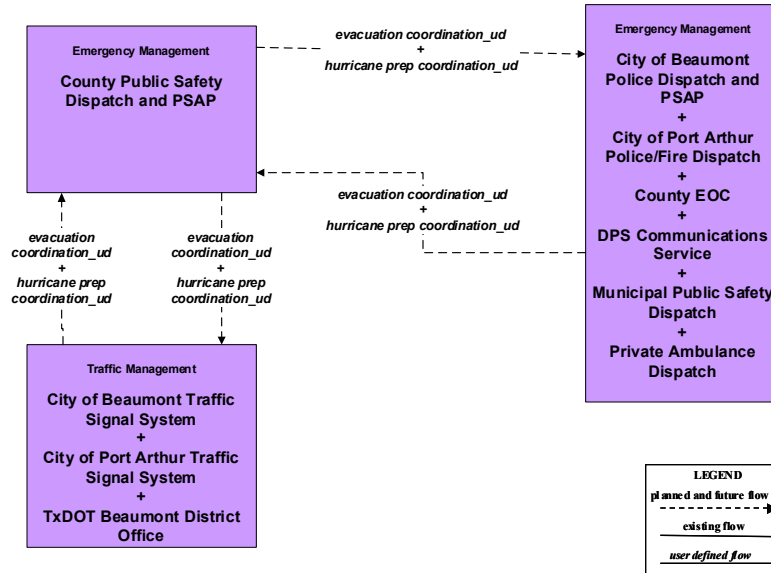 Emergency Management
County Public Safety
Dispatch and PSAP
evacuation coordination_ud
+
hurricane prep coordination_ud
Emergency Management
City of Beaumont
Police Dispatch and
PSAP
+
City of Port Arthur
Police/Fire Dispatch
+
County EOC
+
DPS Communications
Service
+
Municipal Public Safety
Dispatch
+
Private Ambulance
Dispatch
evacuation coordination_ud
+
hurricane prep coordination_ud
evacuation
coordination_ud
+
hurricane prep
coordination_ud
evacuation
coordination_ud
+
hurricane prep
coordination_ud
Traffic Management
City of Beaumont Traffic
Signal System
+
City of Port Arthur Traffic
Signal System
+
TxDOT Beaumont District
Office
LEGEND
planned and future flow
existing flow
user defined flow